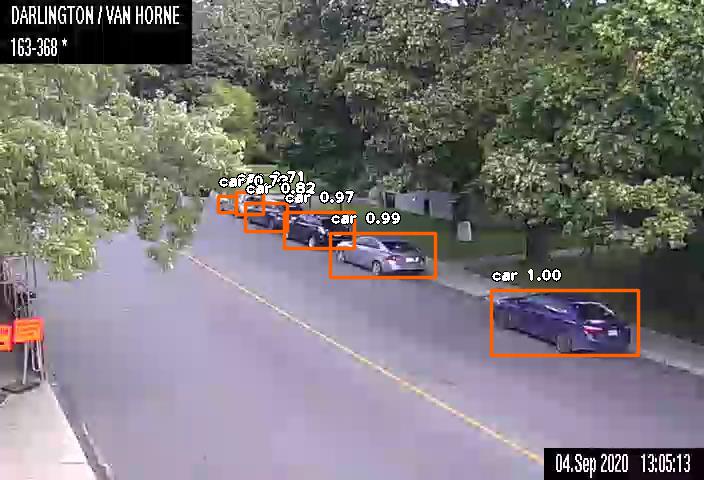 DARLINGTON / VAN HORNE
163-368 *
car 0.82
car 0.97
car 0.99
car 1.00
04.Sep 2020 13:05:13